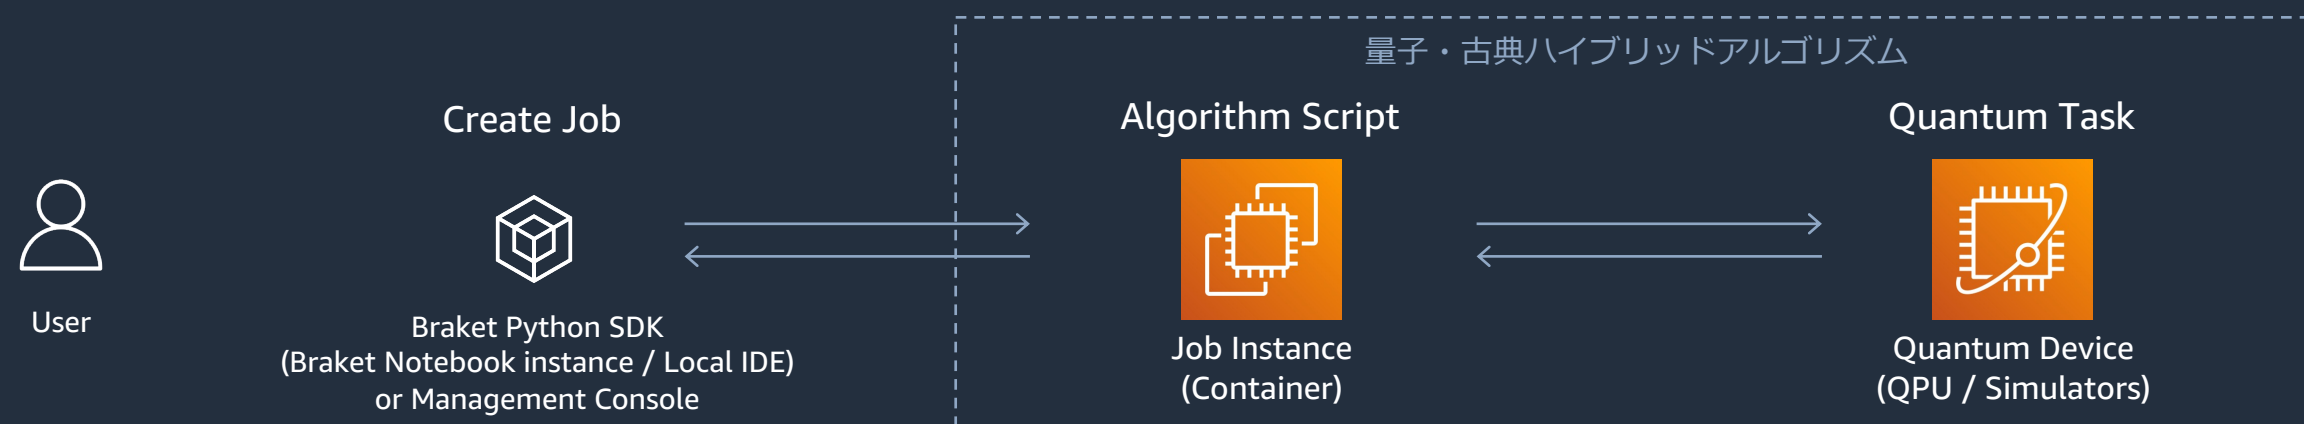 量子・古典ハイブリッドアルゴリズム
Create Job
Algorithm Script
Quantum Task
User
Braket Python SDK
(Braket Notebook instance / Local IDE)
or Management Console
Job Instance
(Container)
Quantum Device
(QPU / Simulators)